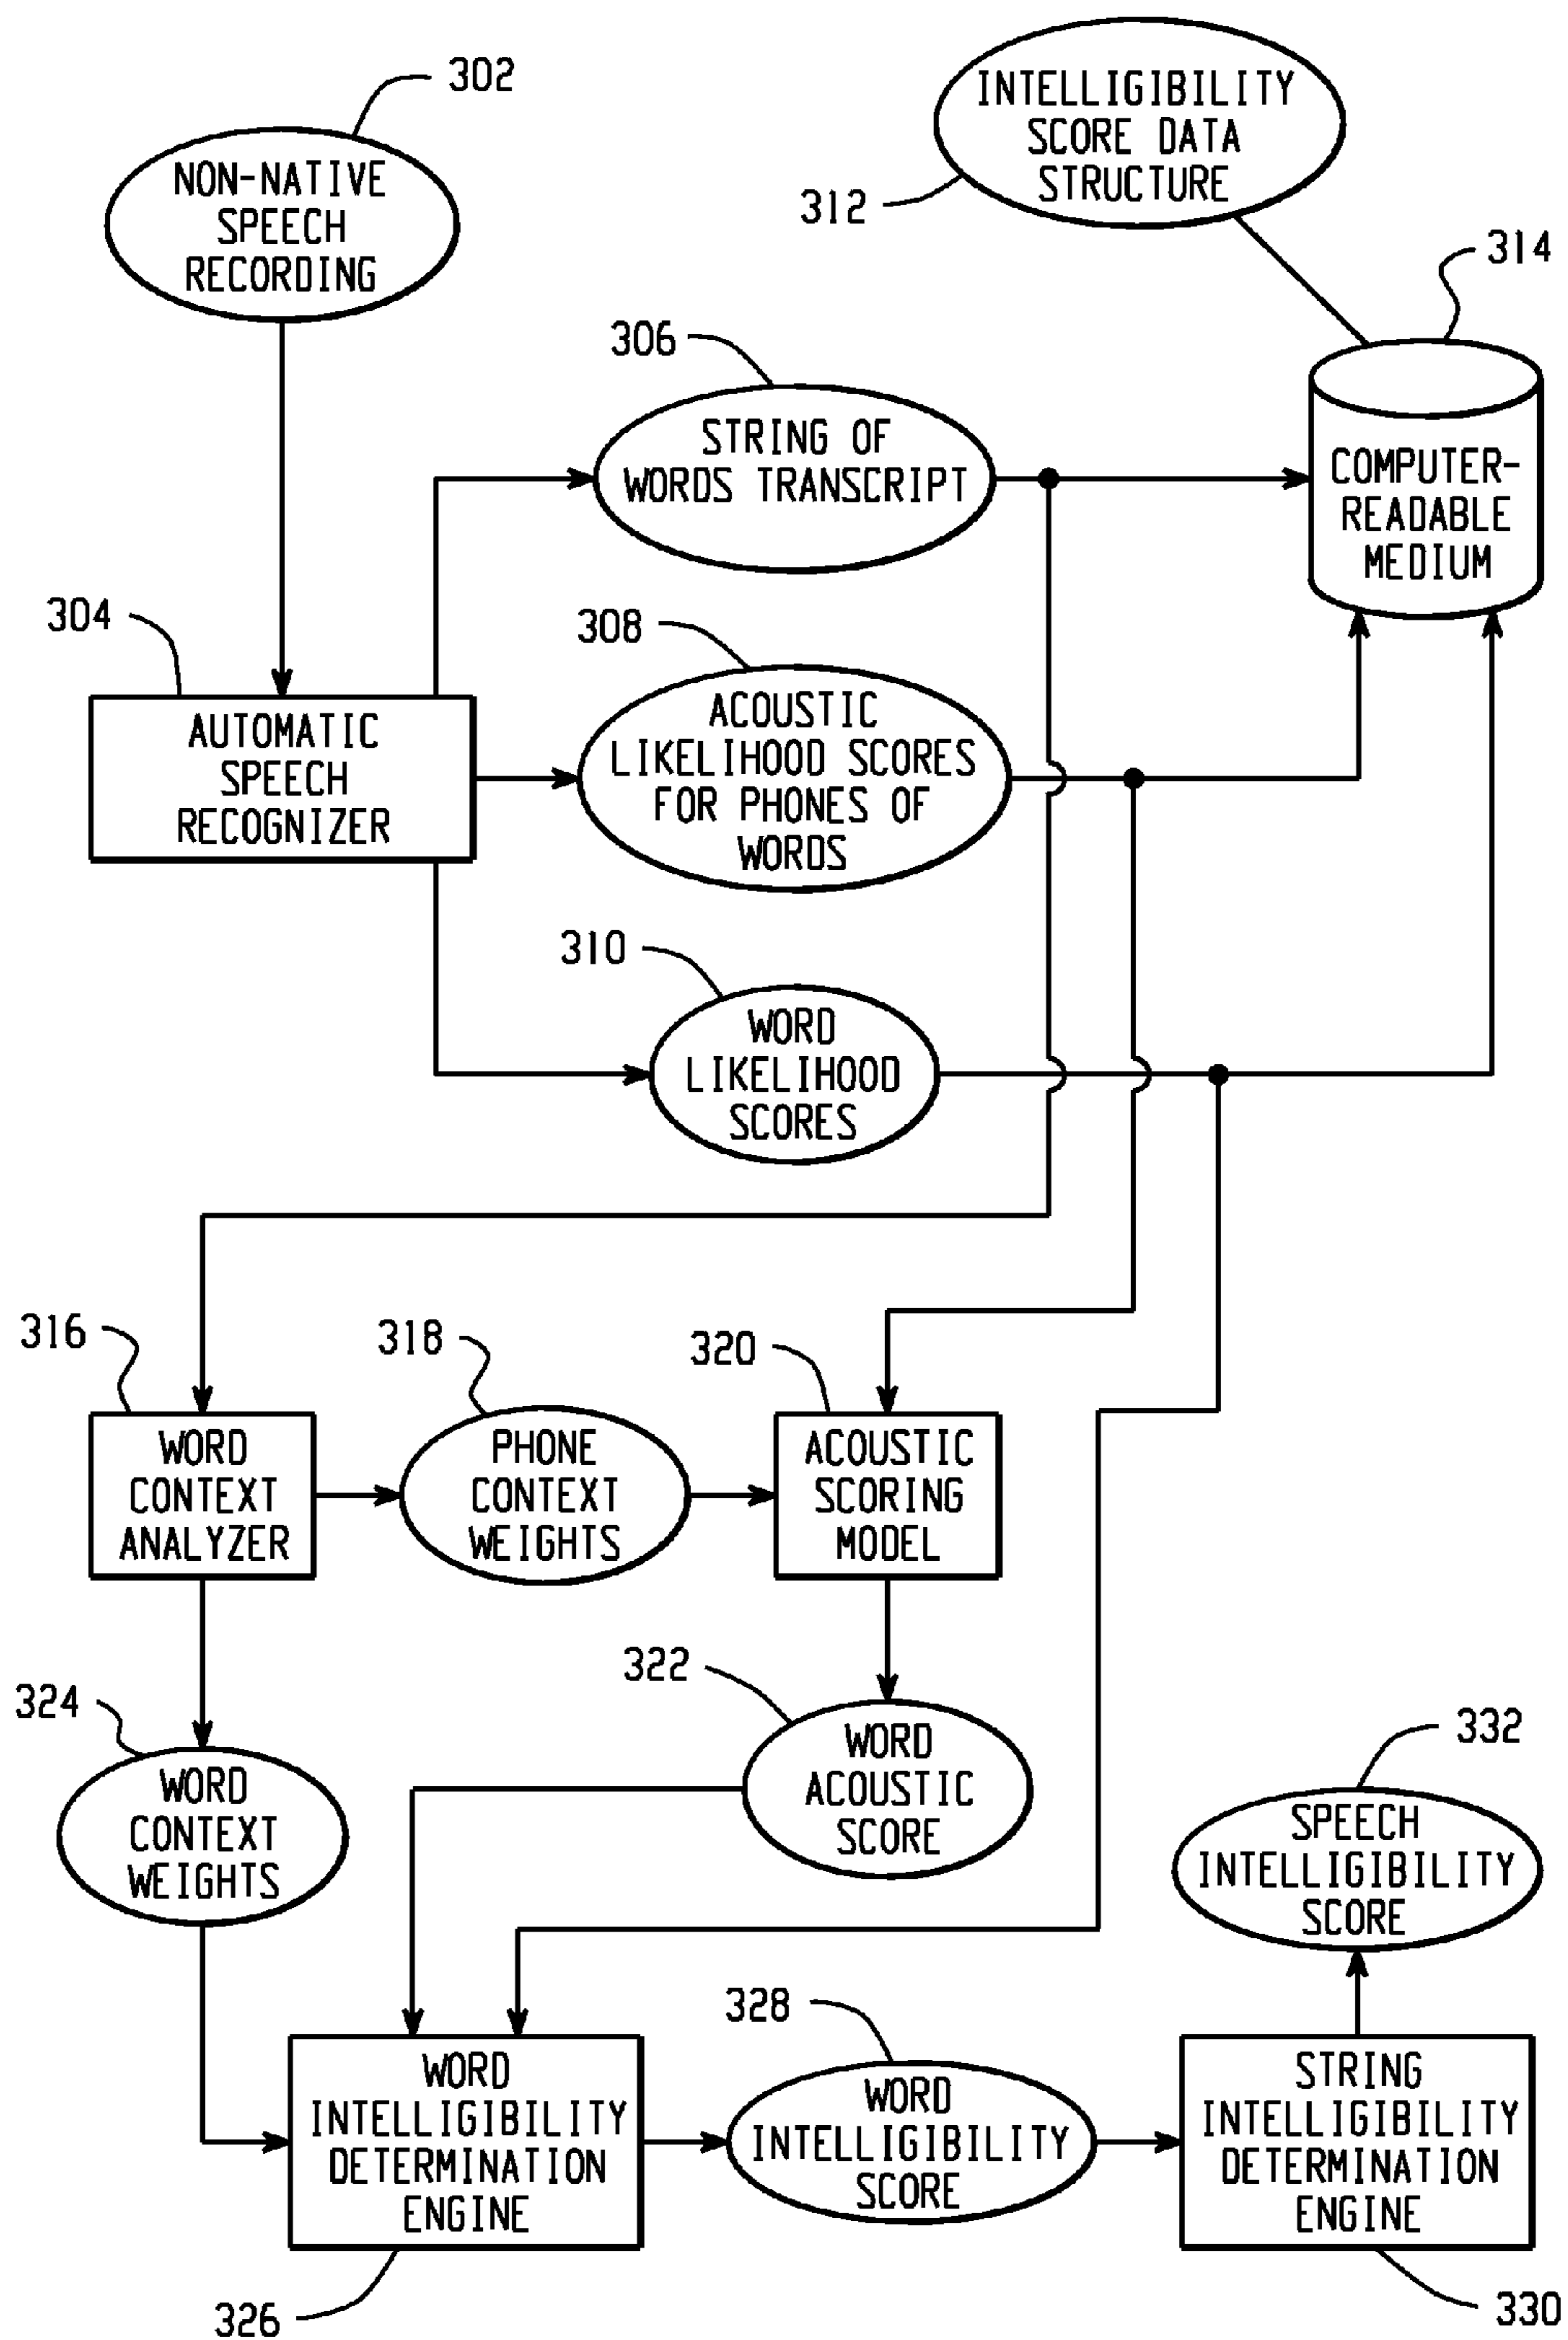 302
NON-NATIVE
SPEECH
RECORDING
INTELLIGIBILITY
SCORE DATA
STRUCTURE
312
314
COMPUTER-
READABLE
MEDIUM
306
STRING OF
WORDS TRANSCRIPT
304
AUTOMATIC
SPEECH
RECOGNIZER
308
ACOUSTIC
LIKELIHOOD SCORES
FOR PHONES OF
WORDS
310
WORD
LIKELIHOOD
SCORES
316
WORD
CONTEXT
ANALYZER
318
PHONE
CONTEXT
WEIGHTS
320
ACOUSTIC
SCORING
MODEL
322
WORD
ACOUSTIC
SCORE
324
WORD
CONTEXT
WEIGHTS
332
SPEECH
INTELLIGIBILITY
SCORE
WORD
INTELLIGIBILITY
DETERMINATION
ENGINE
326
328
WORD
INTELLIGIBILITY
SCORE
STRING
INTELLIGIBILITY
DETERMINATION
ENGINE
330